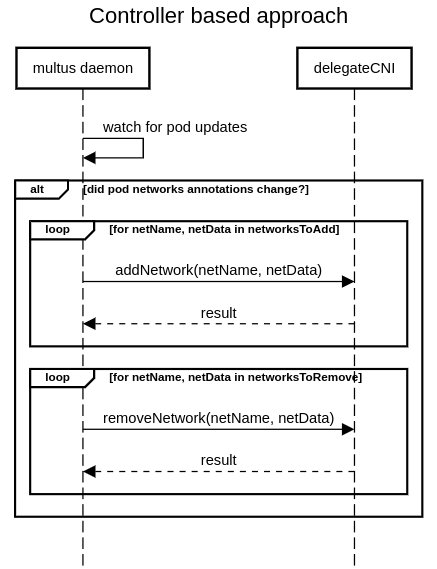 Controller based approach
multus daemon
delegateCNI
watch for pod updates
alt
[did pod networks annotations change?]
loop
[for netName, netData in networksToAdd]
addNetwork(netName, netData)
result
loop
[for netName, netData in networksToRemove]
removeNetwork(netName, netData)
result